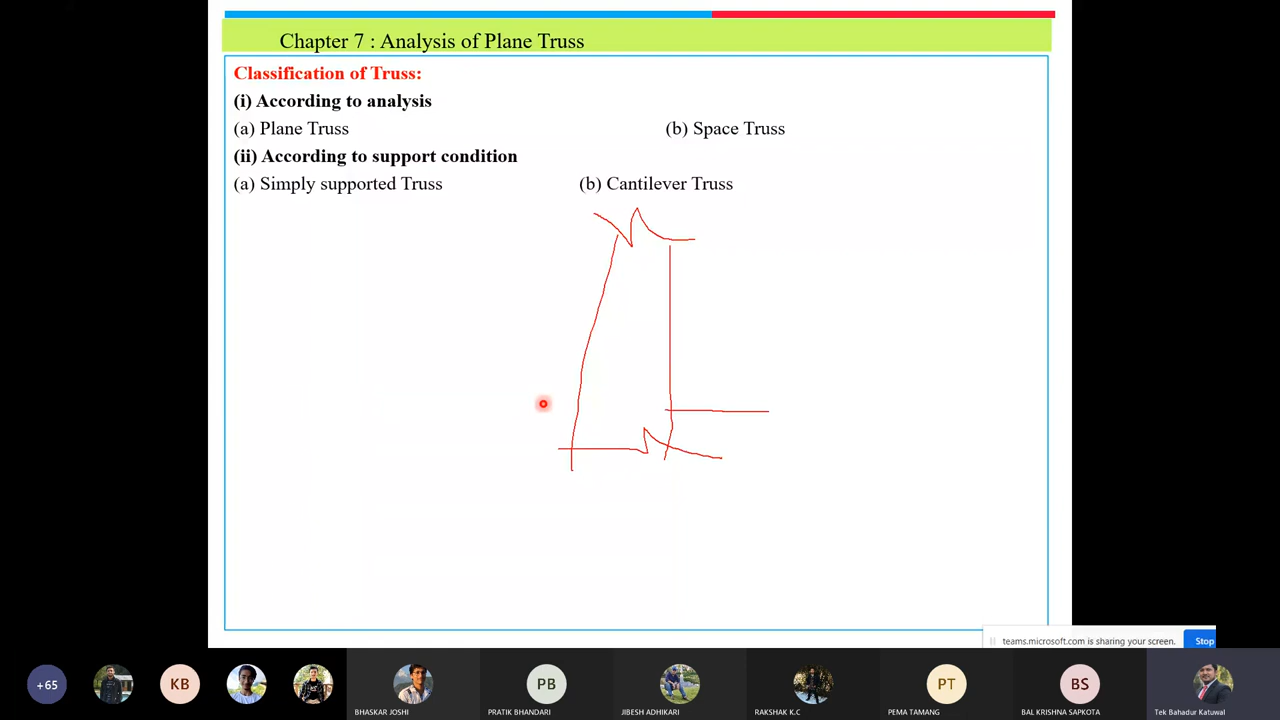 Chapter 7 : Analysis of Plane Truss
Classification of Truss:
(i) According to analysis
(a) Plane Truss (b) Space Truss
(ii) According to support condition
(a) Simply supported Truss (b) Cantilever Truss
teams.microsoft.com is sharing your screen. Stop
+65 KB PB PT BS
BHASKAR JOSHI PRATIK BHANDARI JIBESH ADHIKARI RAKSHAK K.C PEMA TAMANG BAL KRISHNA SAPKOTA Tek Bahadur Katuwal